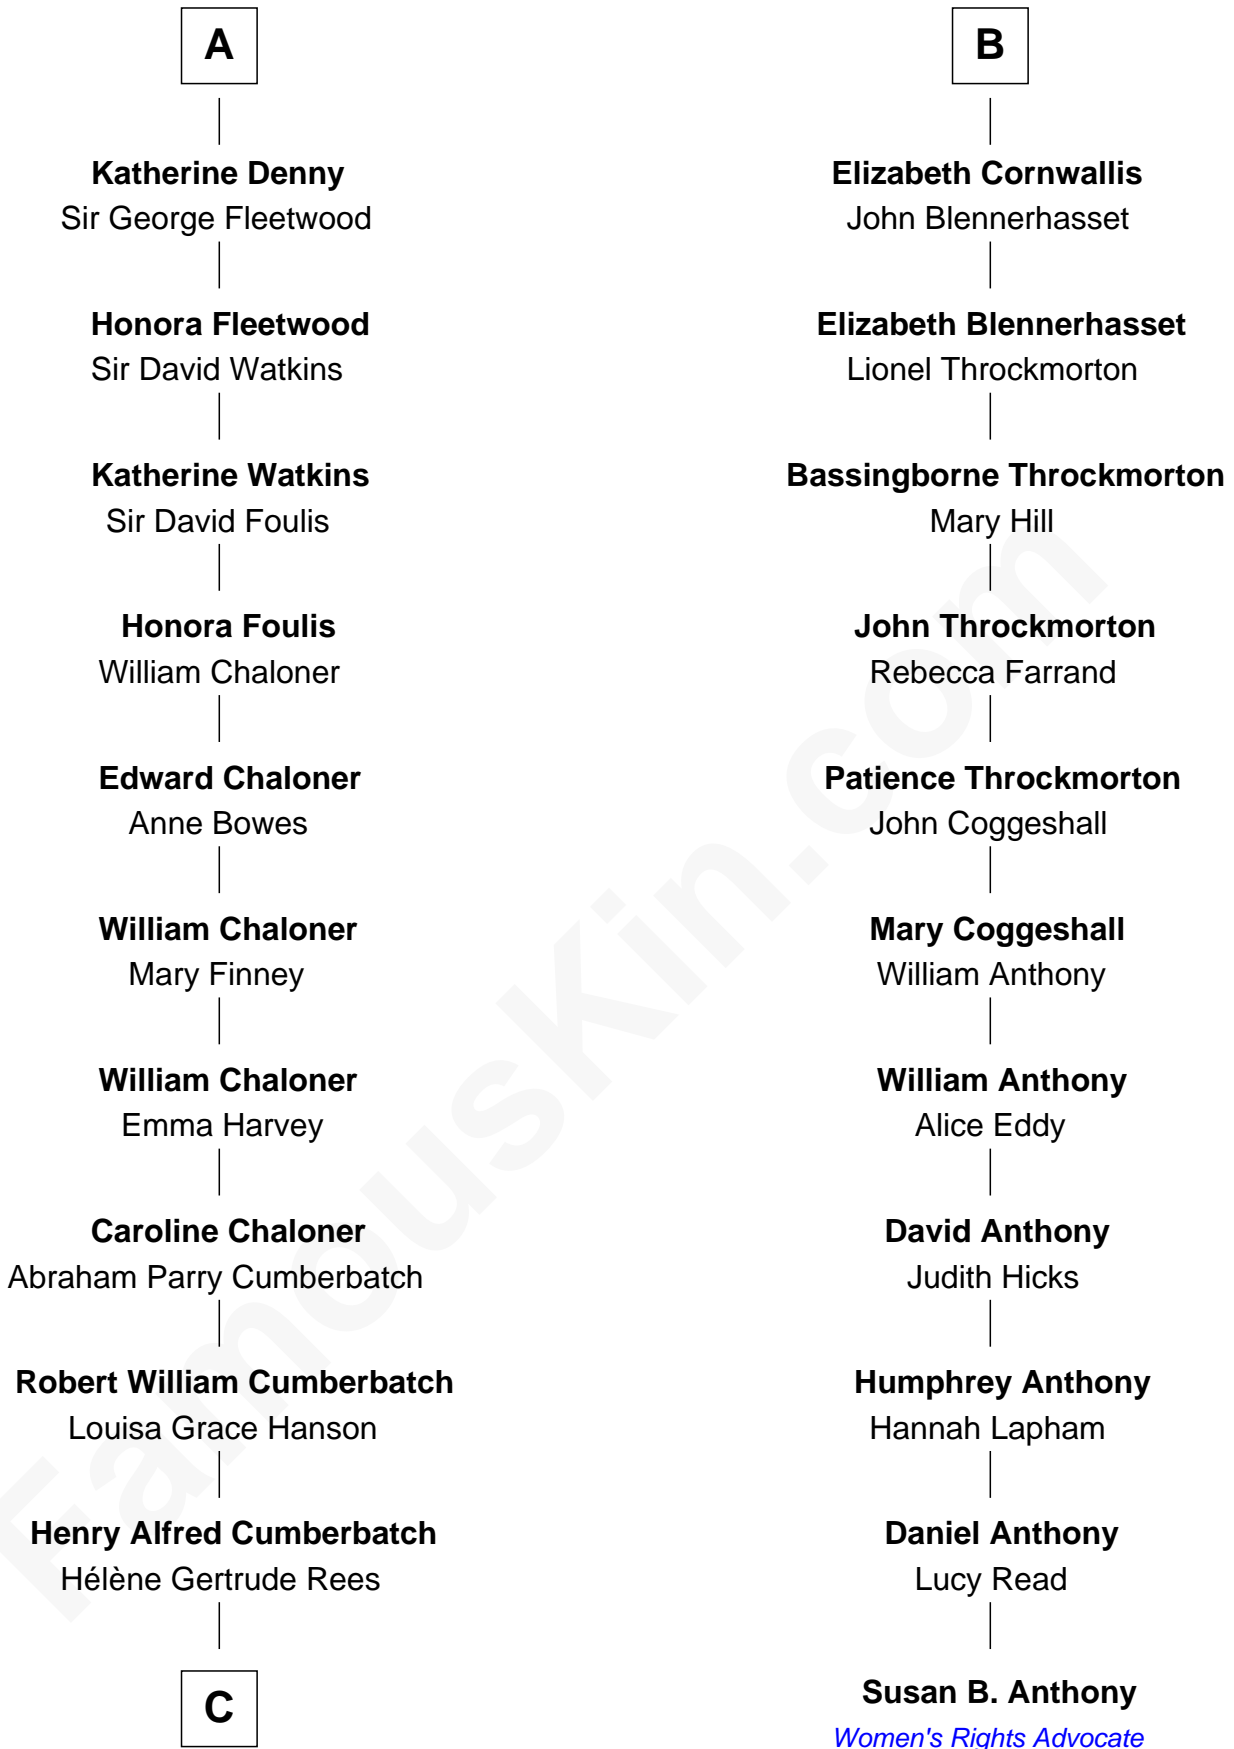 A
Katherine Denny
Sir George Fleetwood
Honora Fleetwood
Sir David Watkins
Katherine Watkins
Sir David Foulis
Honora Foulis
William Chaloner
Edward Chaloner
Anne Bowes
William Chaloner
Mary Finney
William Chaloner
Emma Harvey
Caroline Chaloner
Abraham Parry Cumberbatch
Robert William Cumberbatch
Louisa Grace Hanson
Henry Alfred Cumberbatch
Hélène Gertrude Rees
C
B
Elizabeth Cornwallis
John Blennerhasset
Elizabeth Blennerhasset
Lionel Throckmorton
Bassingborne Throckmorton
Mary Hill
John Throckmorton
Rebecca Farrand
Patience Throckmorton
John Coggeshall
Mary Coggeshall
William Anthony
William Anthony
Alice Eddy
David Anthony
Judith Hicks
Humphrey Anthony
Hannah Lapham
Daniel Anthony
Lucy Read
Susan B. Anthony
Women's Rights Advocate
FamousKin.com